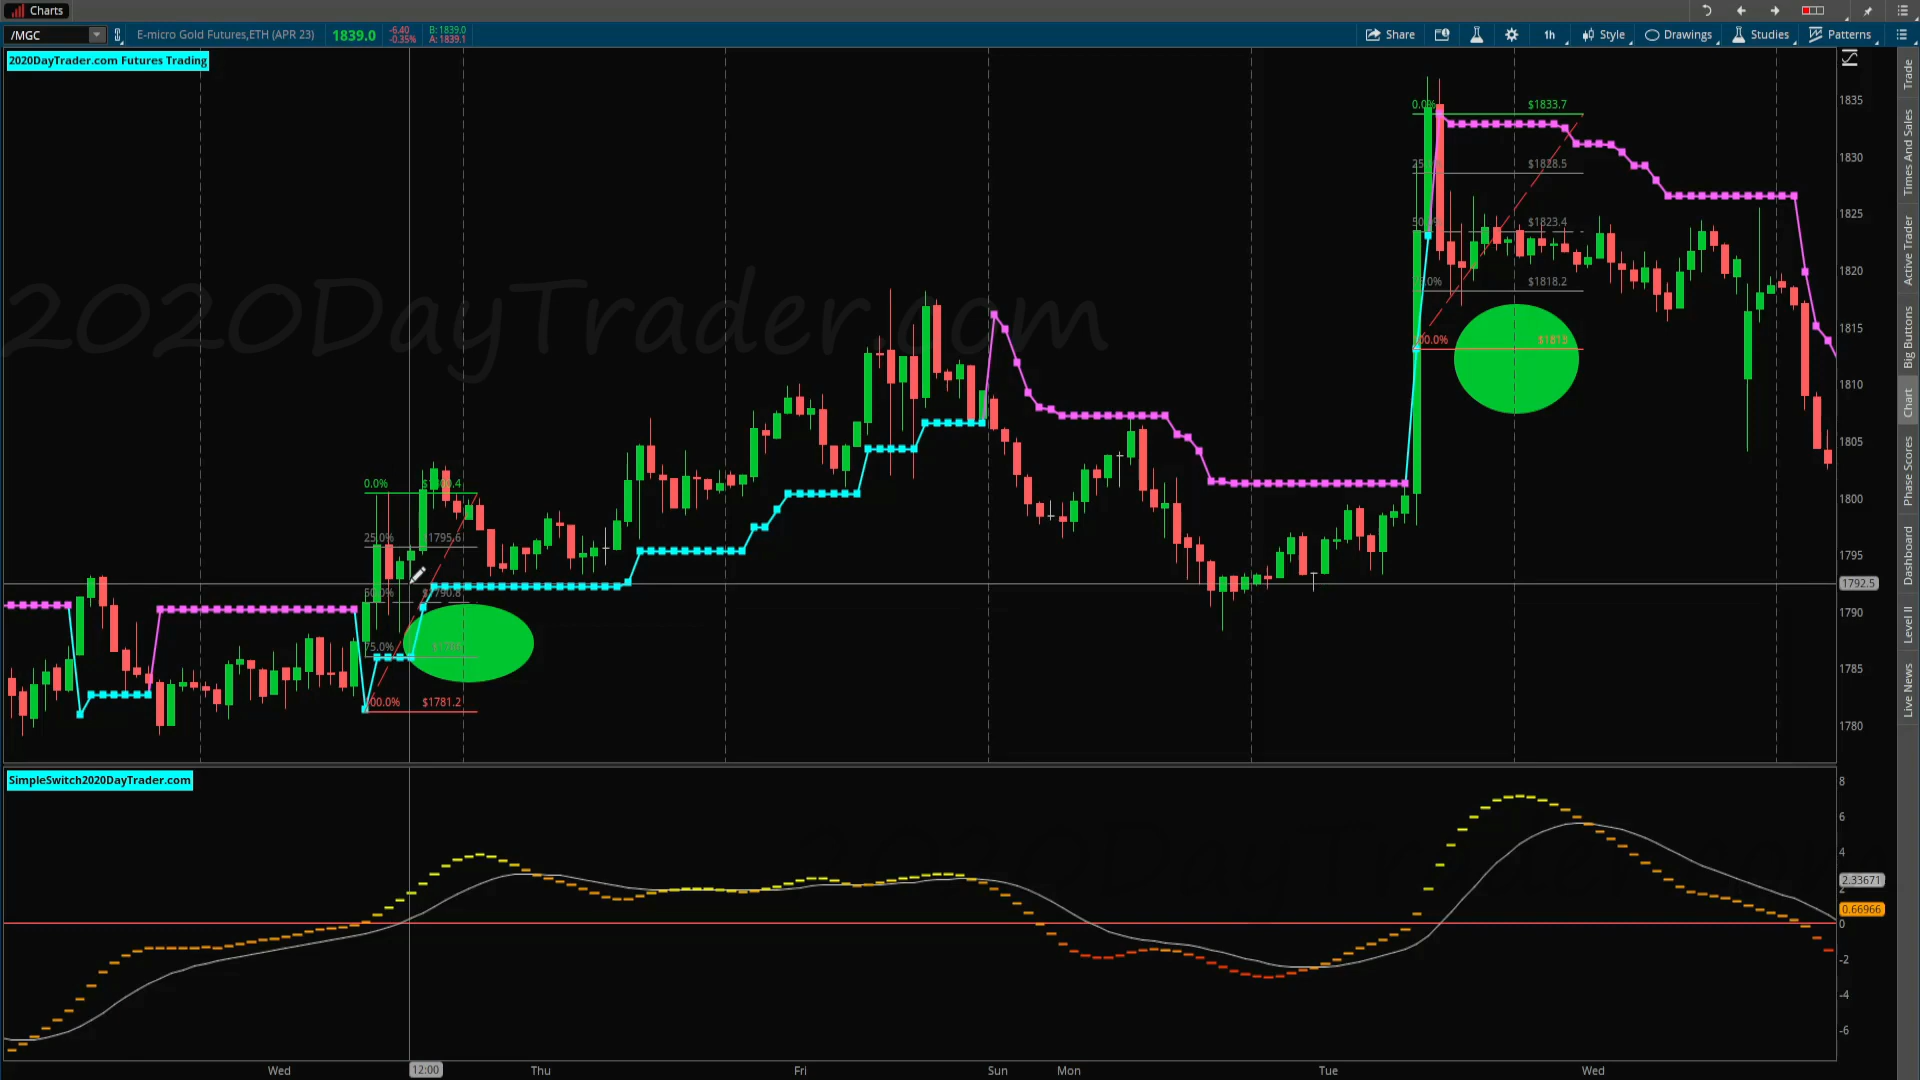 Charts
/MGC
E-micro Gold Futures,ETH (APR 23)
1839.0
-6.40
-0.35%
B: 1839.0
A: 1839.1
Share
1h
Style
Drawings
Studies
Patterns
2020DayTrader.com Futures Trading
2020DayTrader.com
0.0%
$1833.7
$1828.5
$1823.4
$1818.2
0.0%
25.0%
$1795.6
50.0%
$1790.8
75.0%
$1781.2
1835
1830
1825
1820
1815
1810
1805
1800
1795
1792.5
1790
1785
1780
SimpleSwitch2020DayTrader.com
8
6
4
2.33671
2
0.66966
0
-2
-4
-6
Wed
12:00
Thu
Fri
Sun
Mon
Tue
Wed
Trade
Times And Sales
Active Trader
Big Buttons
Chart
Phase Scores
Dashboard
Level II
Live News